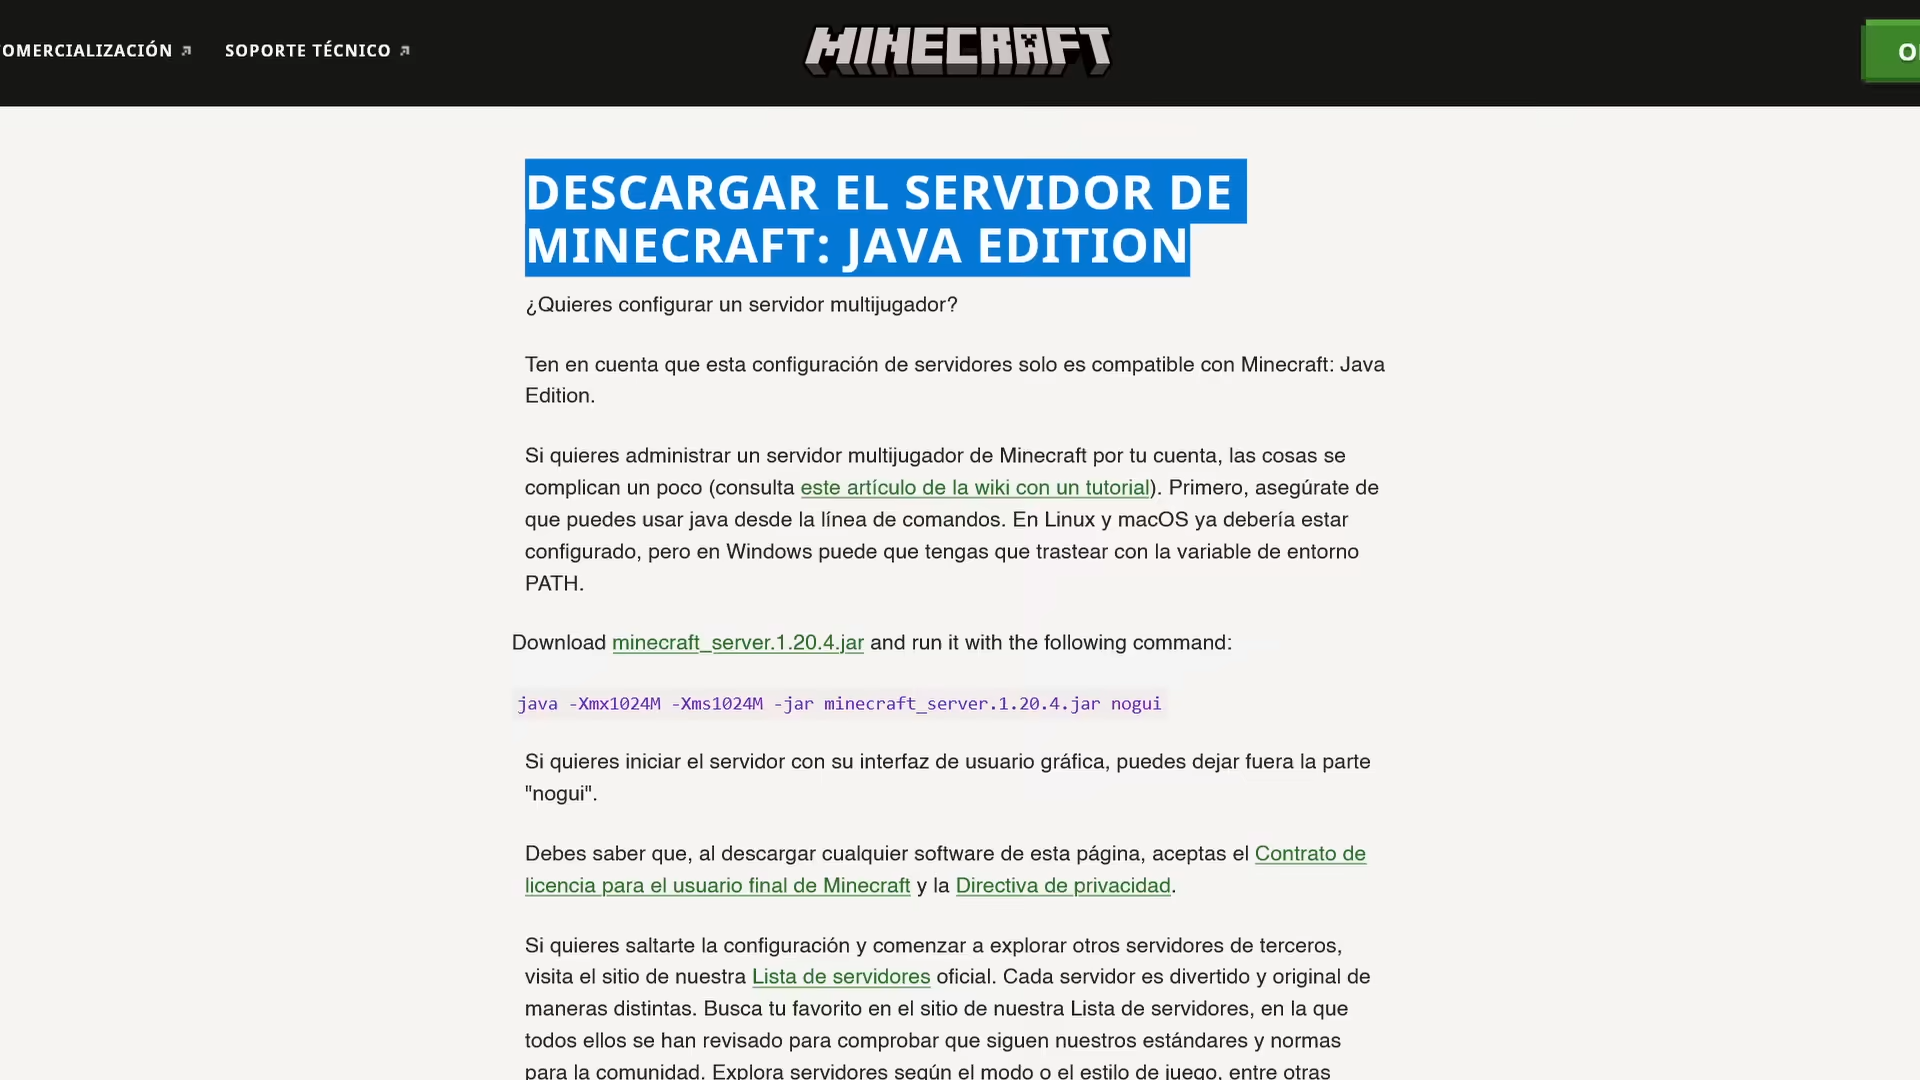 SOPORTE TÉCNICO
MINECRAFT
DESCARGAR EL SERVIDOR DE
MINECRAFT: JAVA EDITION
¿Quieres configurar un servidor multijugador?
Ten en cuenta que esta configuración de servidores solo es compatible con Minecraft: Java
Edition.
Si quieres administrar un servidor multijugador de Minecraft por tu cuenta, las cosas se
complican un poco (consulta este artículo de la wiki con un tutorial). Primero, asegúrate de
que puedes usar java desde la línea de comandos. En Linux y macOS ya debería estar
configurado, pero en Windows puede que tengas que trastear con la variable de entorno
PATH.
Download minecraft_server.1.20.4.jar and run it with the following command:
java -Xmx1024M -Xms1024M -jar minecraft_server.1.20.4.jar nogui
Si quieres iniciar el servidor con su interfaz de usuario gráfica, puedes dejar fuera la parte
"nogui".
Debes saber que, al descargar cualquier software de esta página, aceptas el Contrato de
licencia para el usuario final de Minecraft y la Directiva de privacidad.
Si quieres saltarte la configuración y comenzar a explorar otros servidores de terceros,
visita el sitio de nuestra Lista de servidores oficial. Cada servidor es divertido y original de
maneras distintas. Busca tu favorito en el sitio de nuestra Lista de servidores, en la que
todos ellos se han revisado para comprobar que siguen nuestros estándares y normas
para la comunidad. Explora servidores según el modo o el estilo de juego, entre otras